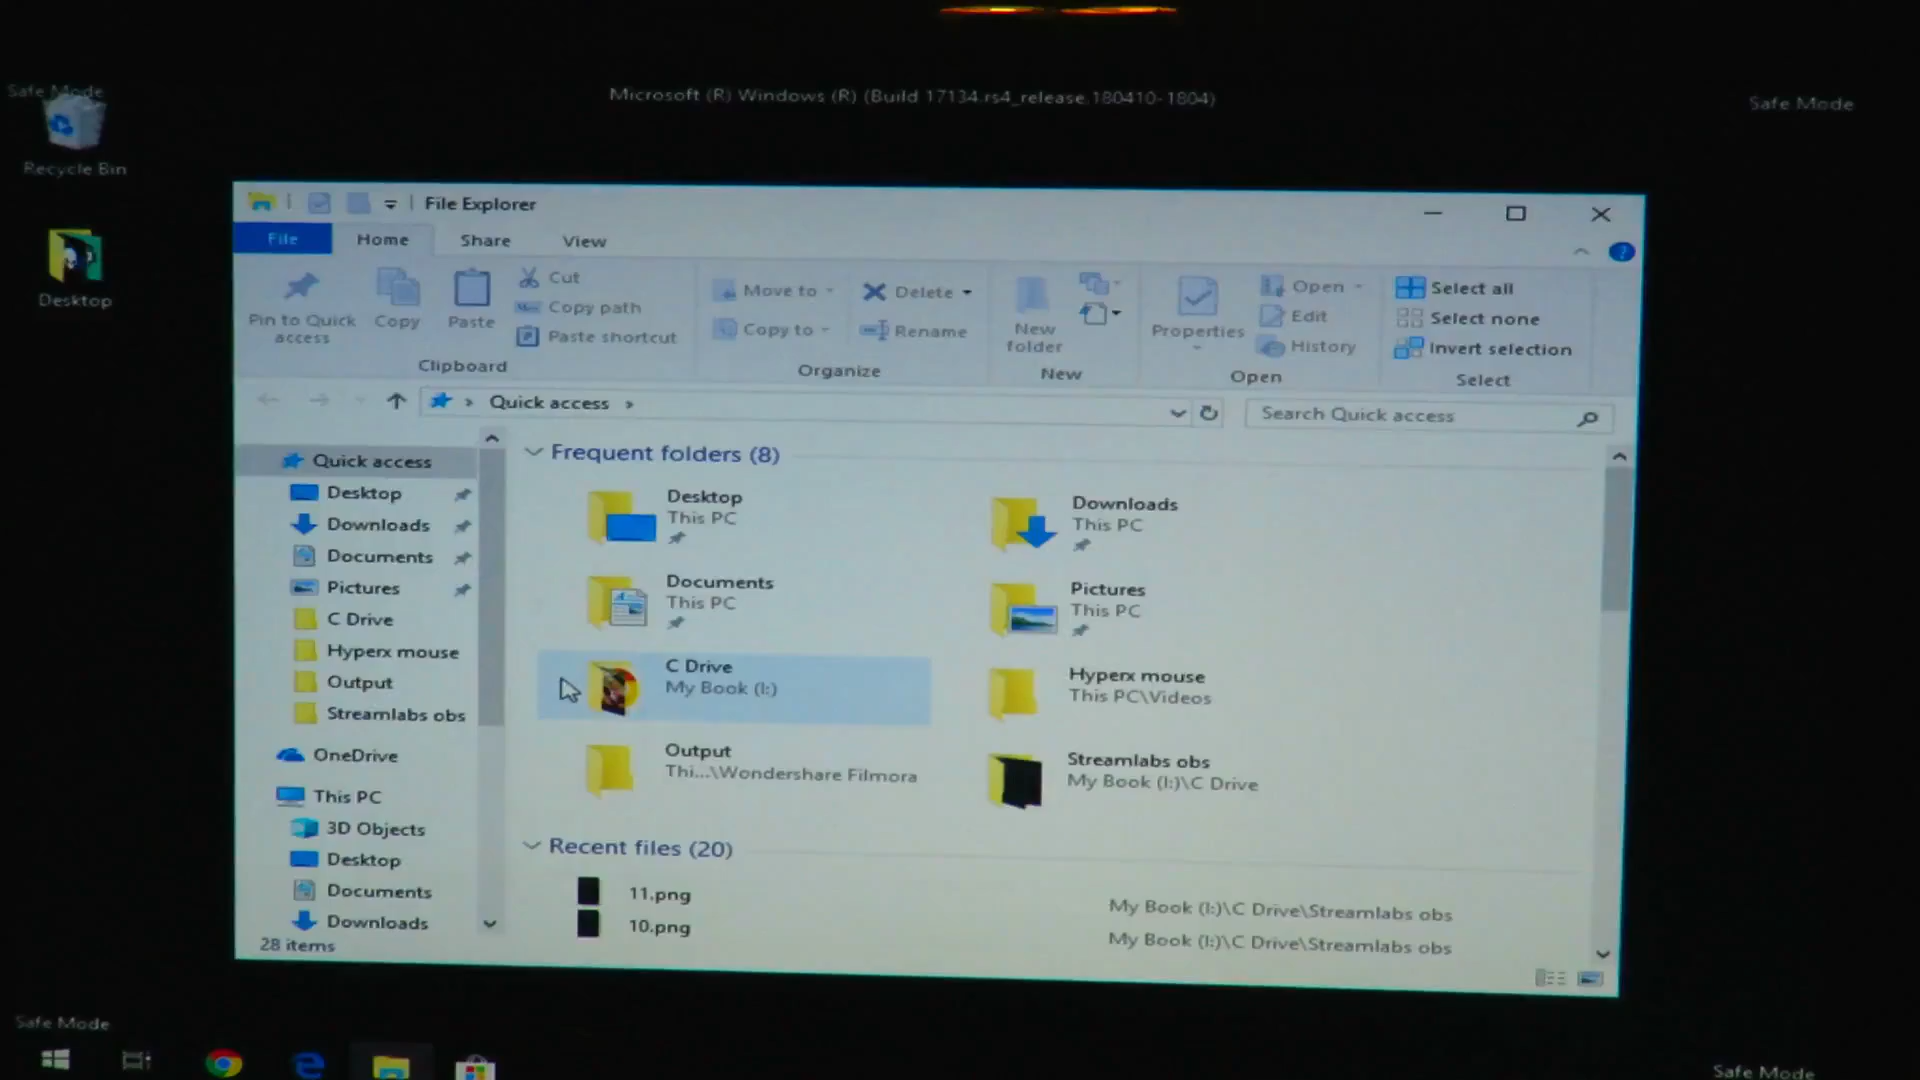 Safe Mode
Microsoft (R) Windows (R) (Build 17134.rs4_release.180410-1804)
Safe Mode
Recycle Bin
Desktop
File Explorer
File
Home
Share
View
Pin to Quick
access
Copy
Paste
Cut
Copy path
Paste shortcut
Clipboard
Move to
Copy to
Delete
Rename
Organize
New
folder
New
Properties
Open
Edit
History
Open
Select all
Select none
Invert selection
Select
Quick access
Search Quick access
Quick access
Desktop
Downloads
Documents
Pictures
C Drive
Hyperx mouse
Output
Streamlabs obs
OneDrive
This PC
3D Objects
Desktop
Documents
Downloads
28 items
Frequent folders (8)
Desktop
This PC
Downloads
This PC
Documents
This PC
Pictures
This PC
C Drive
My Book (I:)
Hyperx mouse
This PC\Videos
Output
Thi...\Wondershare Filmora
Streamlabs obs
My Book (I:)\C Drive
Recent files (20)
11.png
My Book (I:)\C Drive\Streamlabs obs
10.png
My Book (I:)\C Drive\Streamlabs obs
Safe Mode
Safe Mode